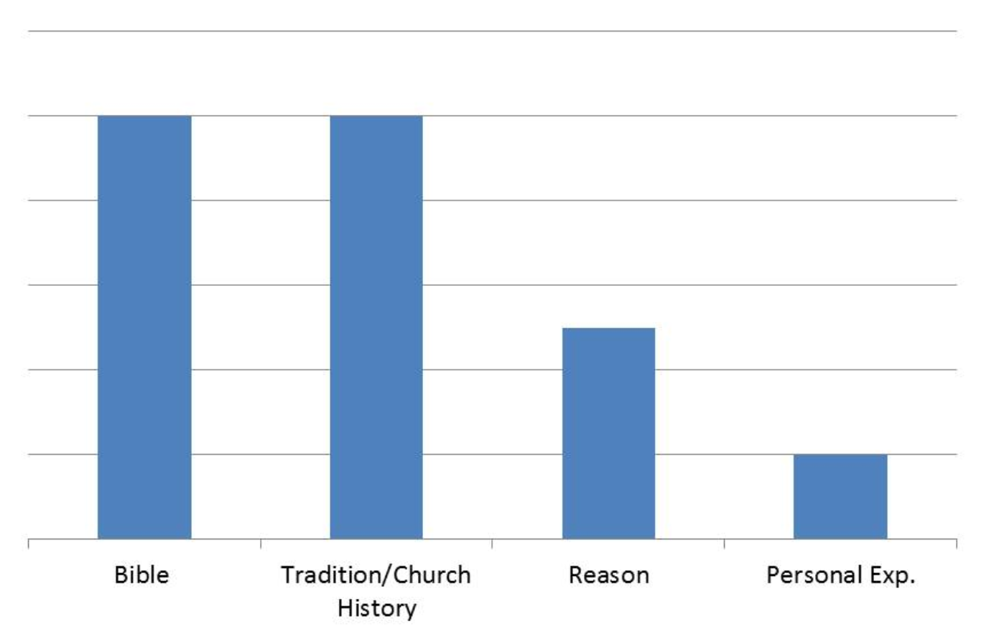 Bible
Tradition/Church
History
Reason
Personal Exp.